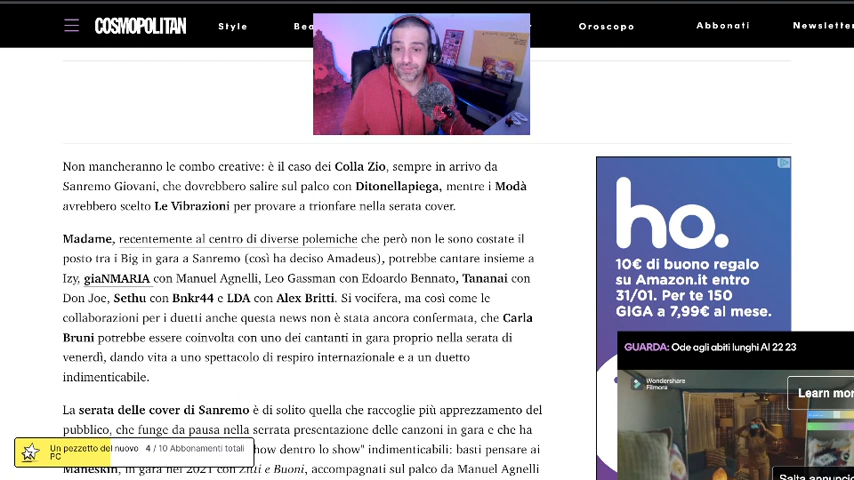 COSMOPOLITAN Style Bea Oroscopo Abbonati Newsletter
Non mancheranno le combo creative: è il caso dei Colla Zio, sempre in arrivo da
Sanremo Giovani, che dovrebbero salire sul palco con Ditonellapiega, mentre i Modà
avrebbero scelto Le Vibrazioni per provare a trionfare nella serata cover.
Madame, recentemente al centro di diverse polemiche che però non le sono costate il
posto tra i Big in gara a Sanremo (così ha deciso Amadeus), potrebbe cantare insieme a
Izy, giaNMARIA con Manuel Agnelli, Leo Gassman con Edoardo Bennato, Tananai con
Don Joe, Sethu con Bnkr44 e LDA con Alex Britti. Si vocifera, ma così come le
collaborazioni per i duetti anche questa news non è stata ancora confermata, che Carla
Bruni potrebbe essere coinvolta con uno dei cantanti in gara proprio nella serata di
venerdì, dando vita a uno spettacolo di respiro internazionale e a un duetto
indimenticabile.
La serata delle cover di Sanremo è di solito quella che raccoglie più apprezzamento del
pubblico, che funge da pausa nella serrata presentazione delle canzoni in gara e che ha
how dentro lo show" indimenticabili: basti pensare ai
Måneskin, in gara nel 2021 con Zitti e Buoni, accompagnati sul palco da Manuel Agnelli
Un pezzetto del nuovo PC
4 / 10 Abbonamenti totali
ho.
10€ di buono regalo
su Amazon.it entro
31/01. Per te 150
GIGA a 7,99€ al mese.
GUARDA: Ode agli abiti lunghi AI 22 23
Wondershare
Filmora
Learn mor
Salta annuncio